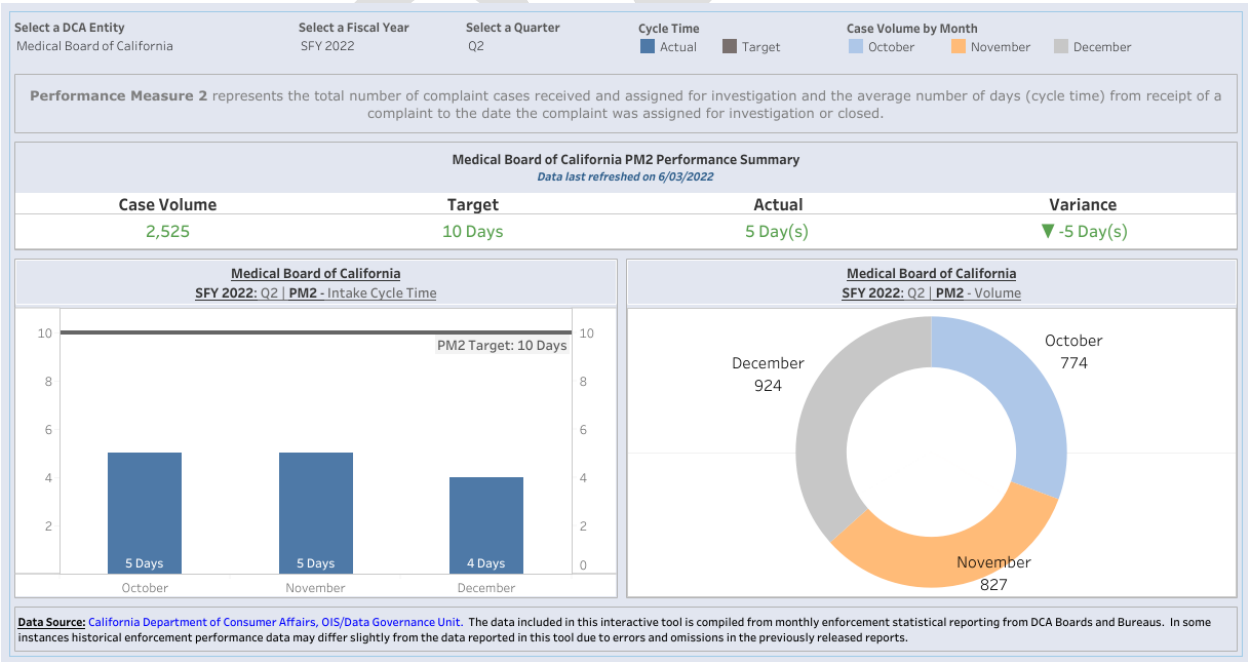 Select a DCA Entity
Medical Board of California
Select a Fiscal Year
SFY 2022
Select a Quarter
Q2
Cycle Time
Actual
Target
Case Volume by Month
October
November
December
Performance Measure 2 represents the total number of complaint cases received and assigned for investigation and the average number of days (cycle time) from receipt of a
complaint to the date the complaint was assigned for investigation or closed.
Medical Board of California PM2 Performance Summary
Data last refreshed on 6/03/2022
Case Volume
Target
Actual
Variance
2,525
10 Days
5 Day(s)
▼ -5 Day(s)
Medical Board of California
SFY 2022: Q2 | PM2 - Intake Cycle Time
10
8
6
4
2
PM2 Target: 10 Days
10
8
6
4
2
0
5 Days
5 Days
4 Days
October
November
December
Medical Board of California
SFY 2022: Q2 | PM2 - Volume
October
774
December
924
November
827
Data Source: California Department of Consumer Affairs, OIS/Data Governance Unit. The data included in this interactive tool is compiled from monthly enforcement statistical reporting from DCA Boards and Bureaus. In some
instances historical enforcement performance data may differ slightly from the data reported in this tool due to errors and omissions in the previously released reports.